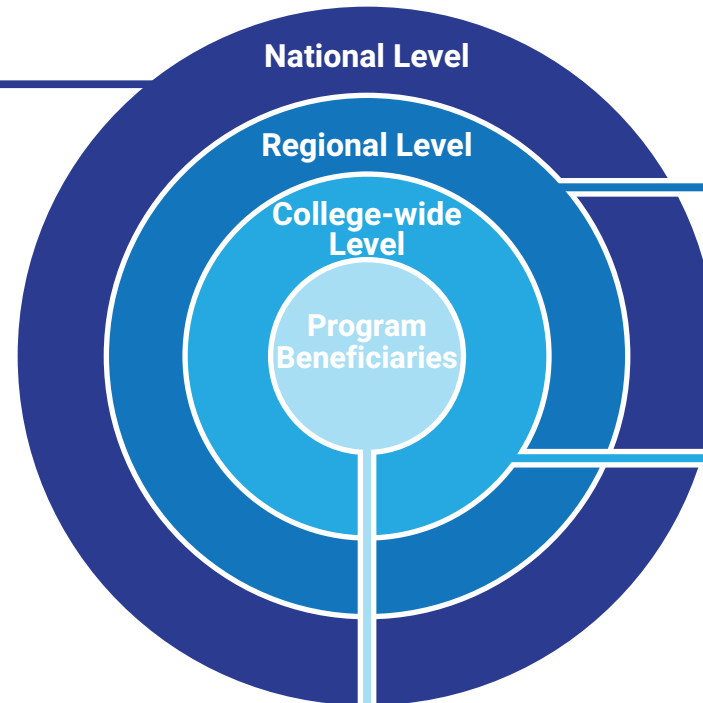 National Level
Regional Level
College-wide
Level
Program
Beneficiaries